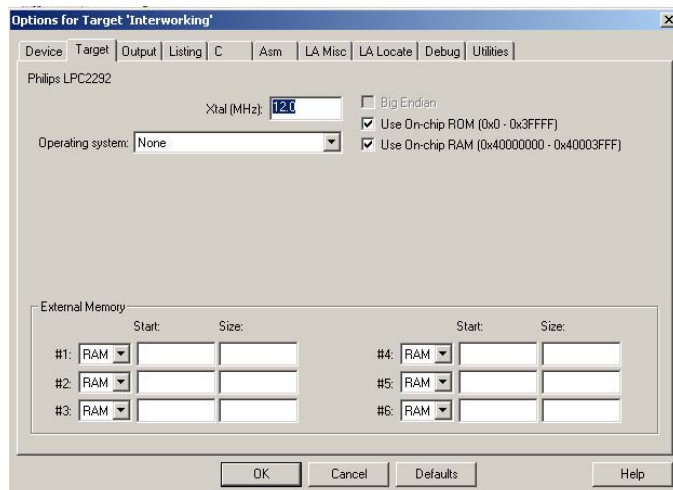 Options for Target 'Interworking'
Device Target Output Listing C Asm LA Misc LA Locate Debug Utilities
Philips LPC2292
Xtal (MHz): 12.0
Big Endian
Use On-chip ROM (0x0 - 0x3FFFF)
Operating system: None
Use On-chip RAM (0x40000000 - 0x40003FFF)
External Memory
Start: Size: Start: Size:
#1: RAM #4: RAM
#2: RAM #5: RAM
#3: RAM #6: RAM
OK Cancel Defaults Help